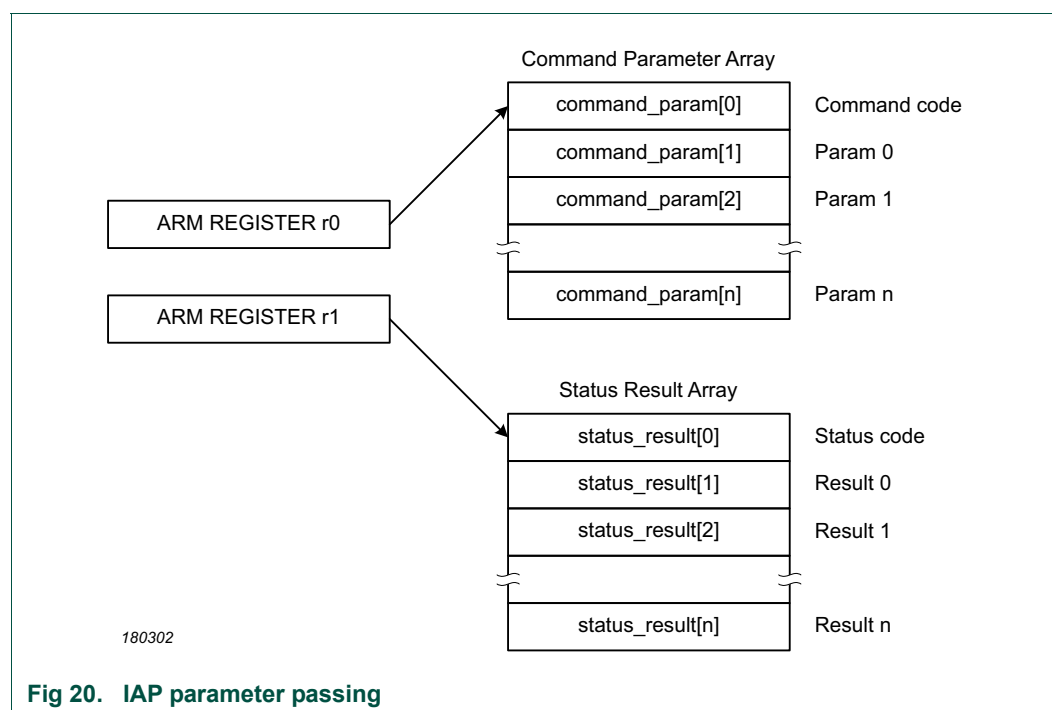 Command Parameter Array
command_param[0] Command code
command_param[1] Param 0
command_param[2] Param 1
ARM REGISTER r0
command_param[n] Param n
ARM REGISTER r1
Status Result Array
status_result[0] Status code
status_result[1] Result 0
status_result[2] Result 1
status_result[n] Result n
180302
Fig 20. IAP parameter passing